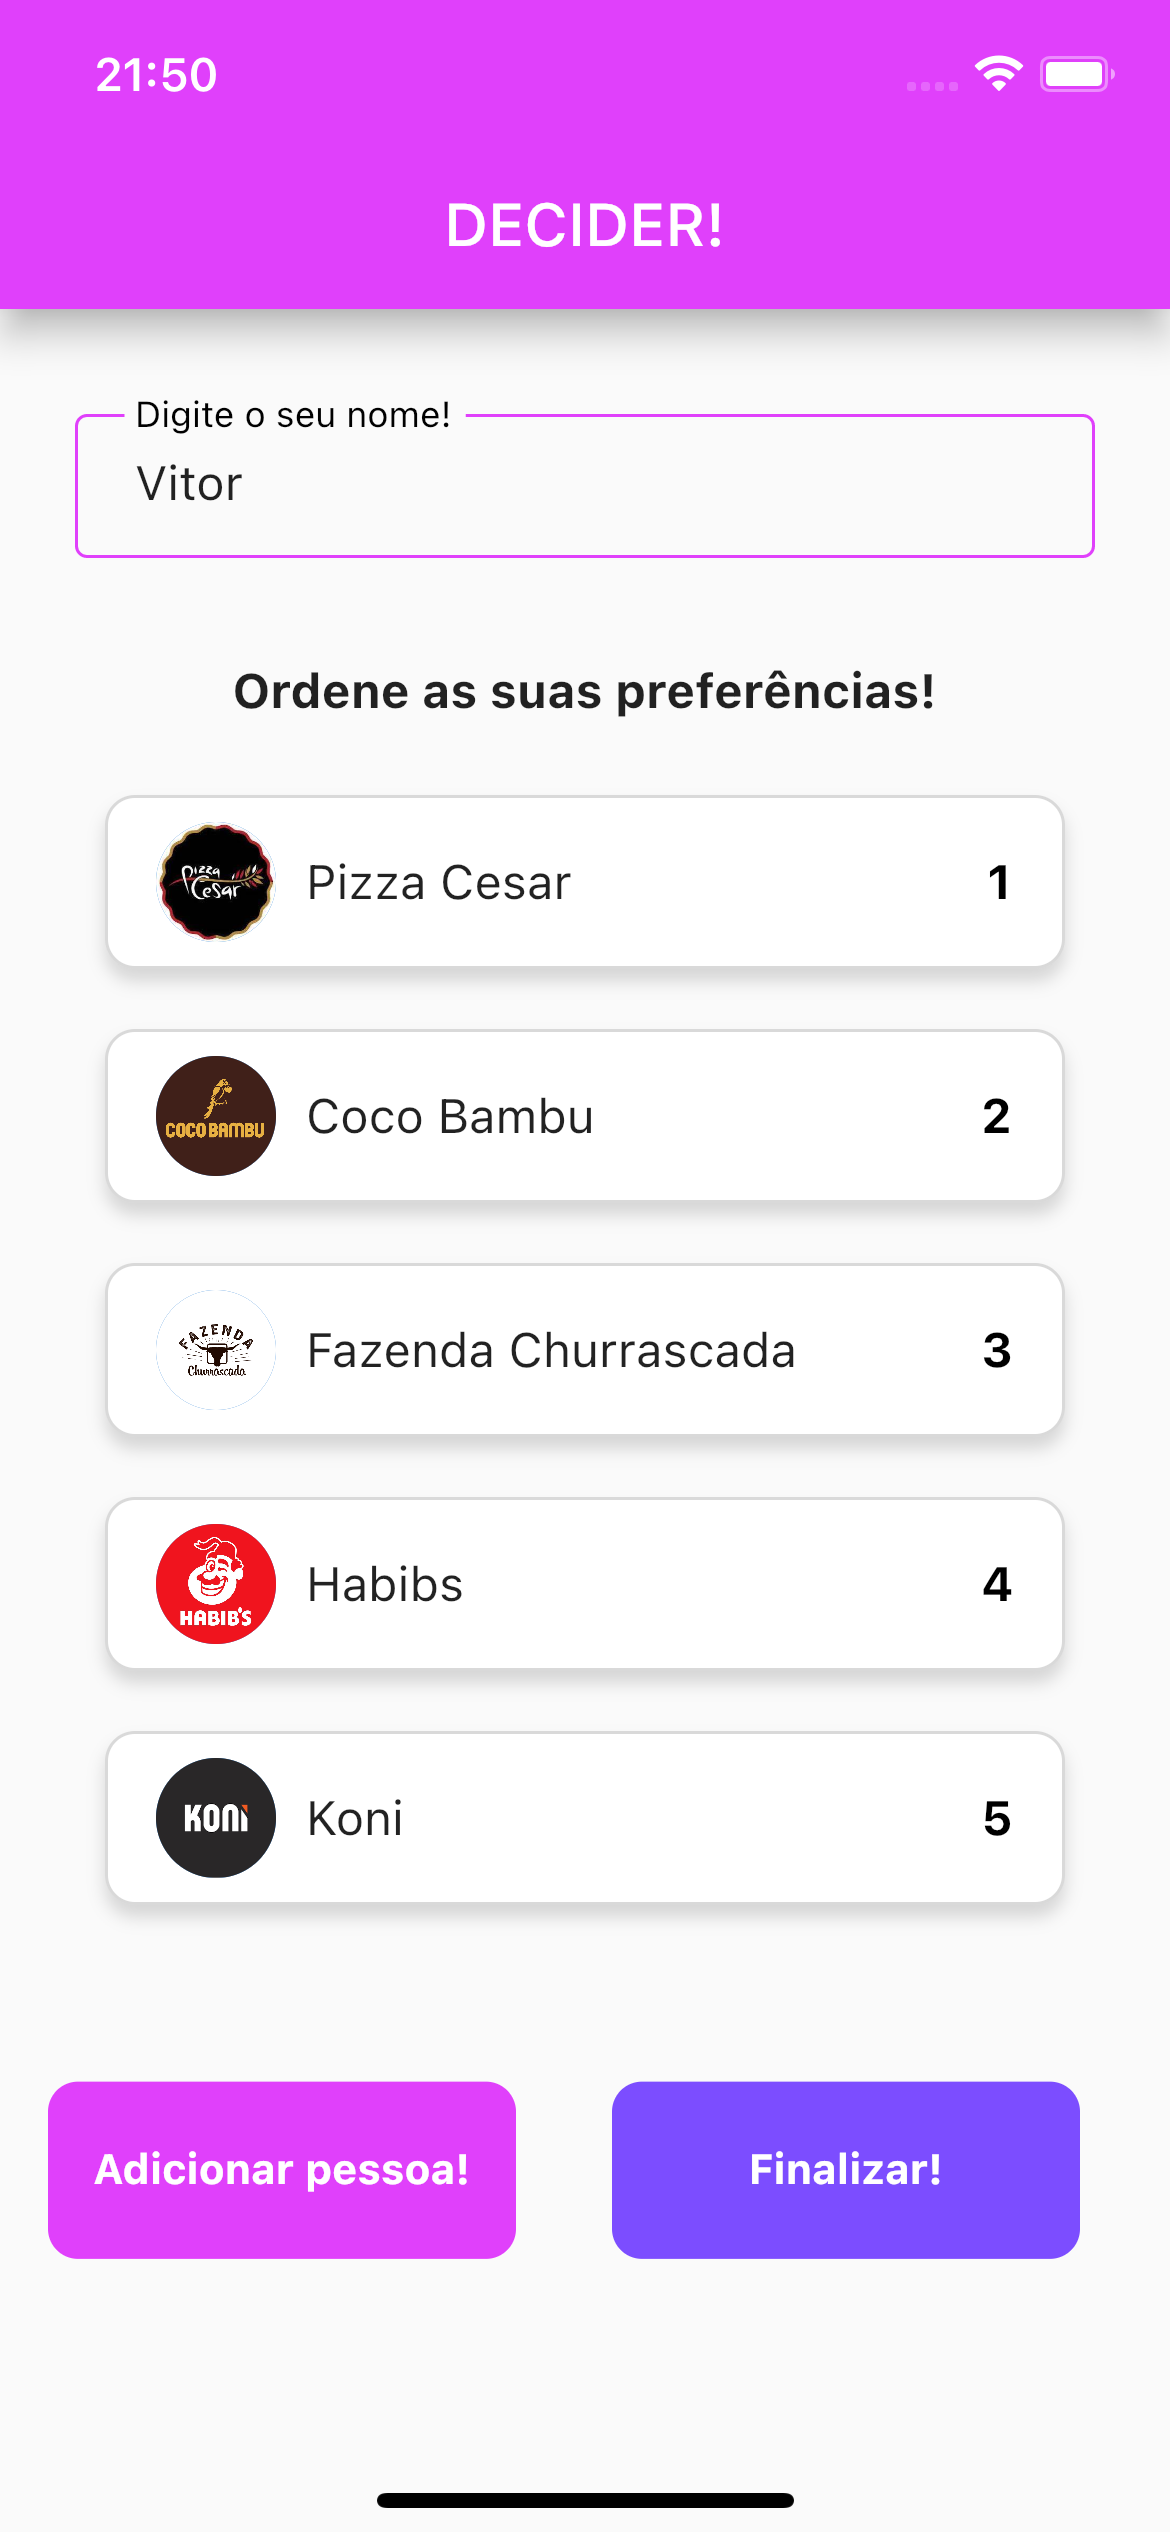 21:50
DECIDER!
Digite o seu nome!
Vitor
Ordene as suas preferências!
Pizza Cesar
Pizza Cesar 1
COCO BAMBU
Coco Bambu 2
FAZENDA
Churrascada
Fazenda Churrascada 3
HABIB'S
Habibs 4
KONi
Koni 5
Adicionar pessoa! Finalizar!